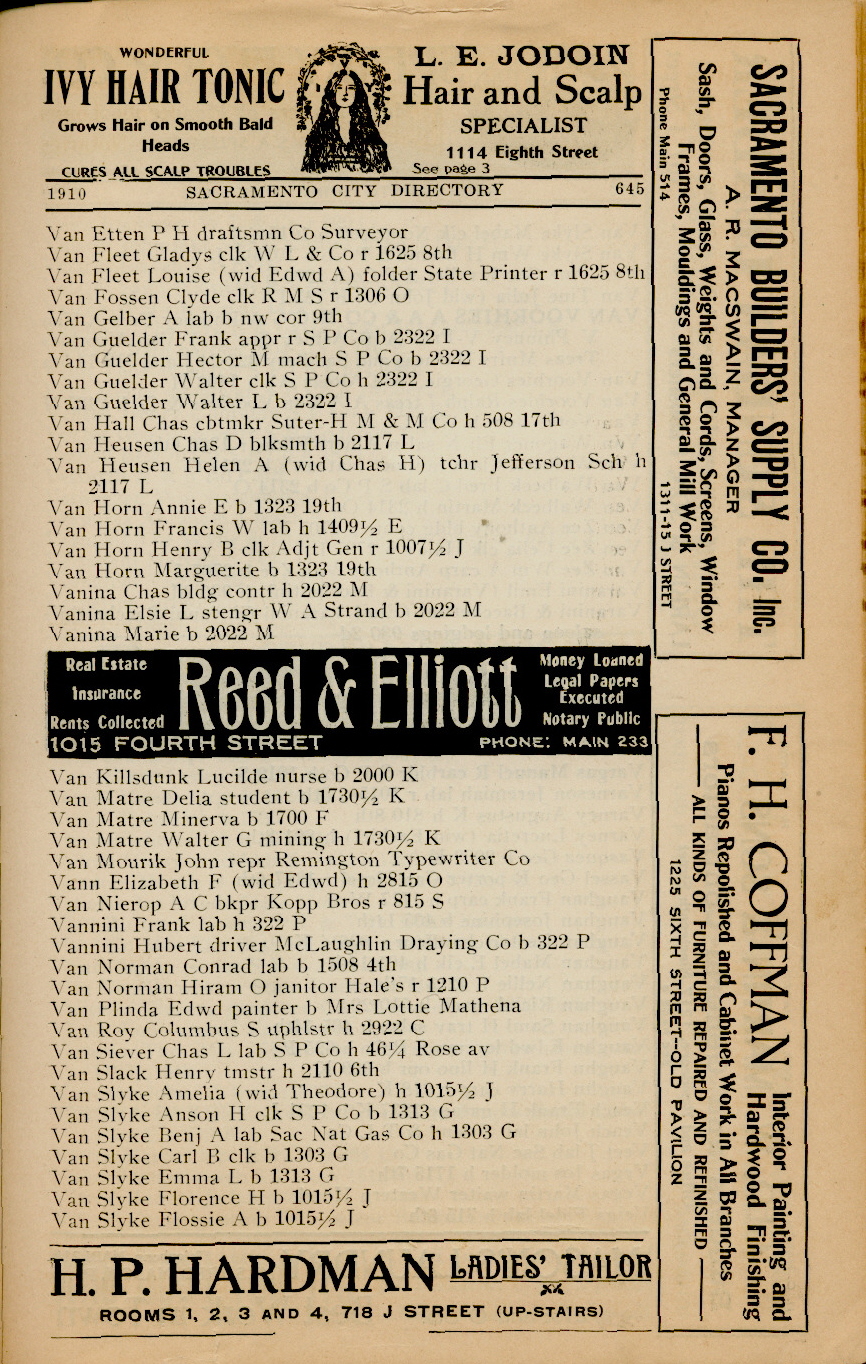 WONDERFUL
IVY HAIR TONIC
Grows Hair on Smooth Bald
Heads
CURES ALL SCALP TROUBLES
L. E. JODOIN
Hair and Scalp
SPECIALIST
1114 Eighth Street
See page 3
1910 SACRAMENTO CITY DIRECTORY 645
Van Etten P H draftsmn Co Surveyor
Van Fleet Gladys clk W L & Co r 1625 8th
Van Fleet Louise (wid Edwd A) folder State Printer r 1625 8th
Van Fossen Clyde clk R M S r 1306 O
Van Gelber A lab b nw cor 9th
Van Guelder Frank appr r S P Co b 2322 I
Van Guelder Hector M mach S P Co b 2322 I
Van Guelder Walter clk S P Co h 2322 I
Van Guelder Walter L b 2322 I
Van Hall Chas cbtmkr Suter-H M & M Co h 508 17th
Van Heusen Chas D blksmth b 2117 L
Van Heusen Helen A (wid Chas H) tchr Jefferson Sch h
2117 L
Van Horn Annie E b 1323 19th
Van Horn Francis W lab h 1409½ E
Van Horn Henry B clk Adjt Gen r 1007½ J
Van Horn Marguerite b 1323 19th
Vanina Chas bldg contr h 2022 M
Vanina Elsie L stengr W A Strand b 2022 M
Vanina Marie b 2022 M
Real Estate
Insurance
Rents Collected
Reed & Elliott
Money Loaned
Legal Papers
Executed
Notary Public
1015 FOURTH STREET PHONE: MAIN 233
Van Killsdunk Lucilde nurse b 2000 K
Van Matre Delia student b 1730½ K
Van Matre Minerva b 1700 F
Van Matre Walter G mining h 1730½ K
Van Mourik John repr Remington Typewriter Co
Vann Elizabeth F (wid Edwd) h 2815 O
Van Nierop A C bkpr Kopp Bros r 815 S
Vannini Frank lab h 322 P
Vannini Hubert driver McLaughlin Draying Co b 322 P
Van Norman Conrad lab b 1508 4th
Van Norman Hiram O janitor Hale's r 1210 P
Van Plinda Edwd painter b Mrs Lottie Mathena
Van Roy Columbus S uphlstr h 2922 C
Van Siever Chas L lab S P Co h 46¼ Rose av
Van Slack Henry tmstr h 2110 6th
Van Slyke Amelia (wid Theodore) h 1015½ J
Van Slyke Anson H clk S P Co b 1313 G
Van Slyke Benj A lab Sac Nat Gas Co h 1303 G
Van Slyke Carl B clk b 1303 G
Van Slyke Emma L b 1313 G
Van Slyke Florence H b 1015½ J
Van Slyke Flossie A b 1015½ J
H. P. HARDMAN LADIES' TAILOR
ROOMS 1, 2, 3 AND 4, 718 J STREET (UP-STAIRS)
SACRAMENTO BUILDERS' SUPPLY CO. Inc.
A. R. MACSWAIN, MANAGER
Sash, Doors, Glass, Weights and Cords, Screens, Window
Frames, Mouldings and General Mill Work
Phone Main 514 1311-15 J STREET
F. H. COFFMAN
Interior Painting and
Hardwood Finishing
Pianos Repolished and Cabinet Work in All Branches
ALL KINDS OF FURNITURE REPAIRED AND REFINISHED
1225 SIXTH STREET--OLD PAVILION